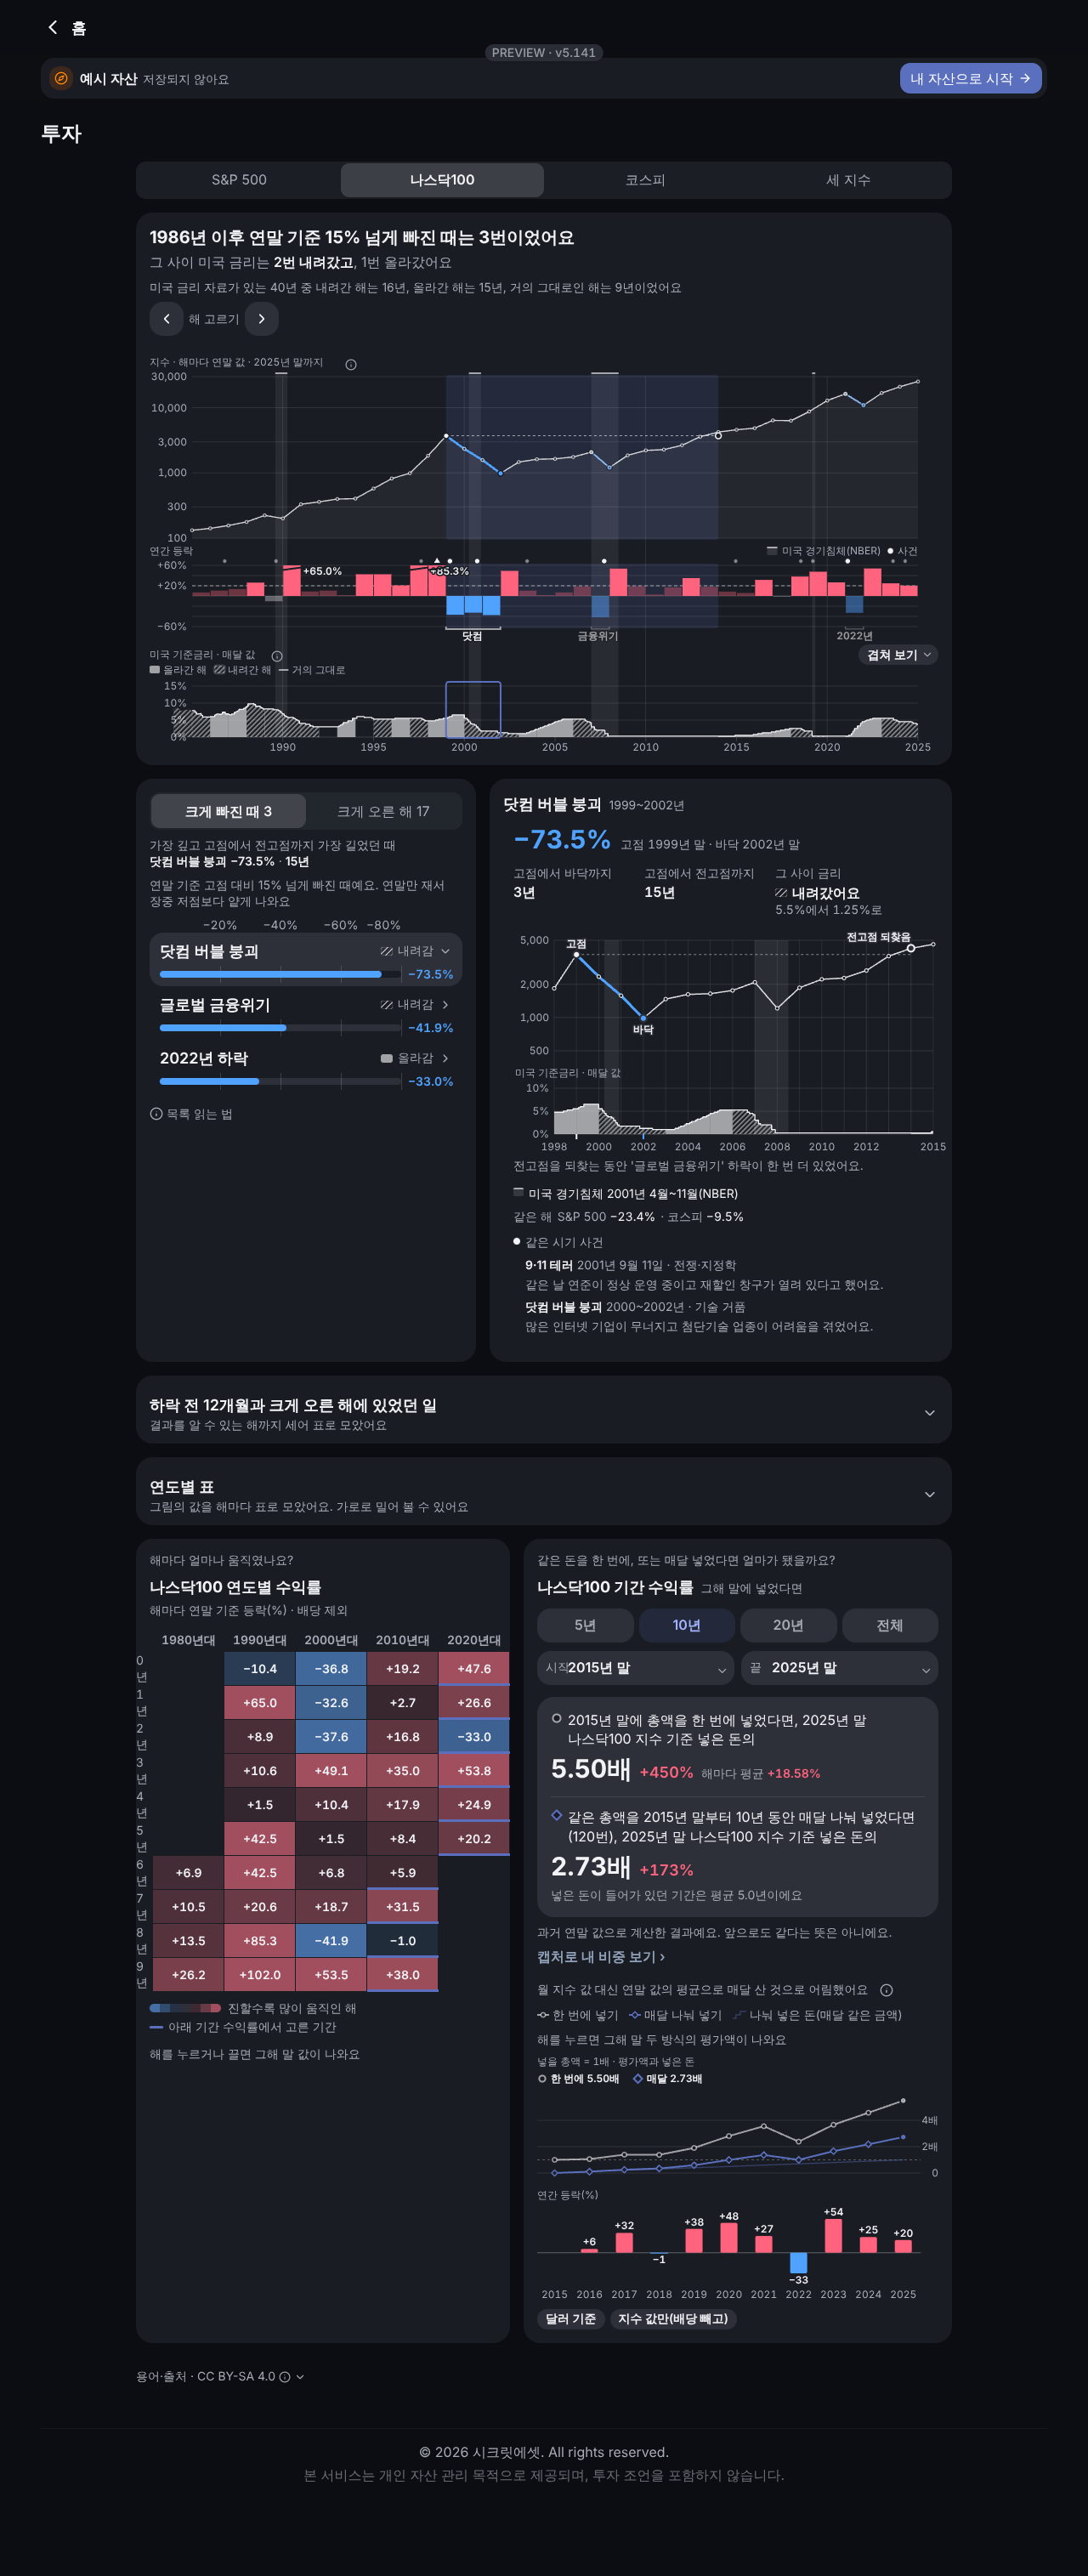 홈
PREVIEW · v5.141
예시 자산 저장되지 않아요
내 자산으로 시작 →
투자
S&P 500 나스닥100 코스피 세 지수
1986년 이후 연말 기준 15% 넘게 빠진 때는 3번이었어요
그 사이 미국 금리는 2번 내려갔고, 1번 올라갔어요
미국 금리 자료가 있는 40년 중 내려간 해는 16년, 올라간 해는 15년, 거의 그대로인 해는 9년이었어요
해 고르기
지수 · 해마다 연말 값 · 2025년 말까지
30,000
10,000
3,000
1,000
300
100
연간 등락
미국 경기침체(NBER) 사건
+60%
+65.0% +85.3%
+20%
−60%
닷컴 금융위기 2022년
미국 기준금리 · 매달 값
겹쳐 보기
올라간 해 내려간 해 거의 그대로
15%
10%
5%
0%
1990 1995 2000 2005 2010 2015 2020 2025
크게 빠진 때 3 크게 오른 해 17
가장 깊고 고점에서 전고점까지 가장 길었던 때
닷컴 버블 붕괴 −73.5% · 15년
연말 기준 고점 대비 15% 넘게 빠진 때예요. 연말만 재서
장중 저점보다 얕게 나와요
−20% −40% −60% −80%
닷컴 버블 붕괴 내려감
−73.5%
글로벌 금융위기 내려감
−41.9%
2022년 하락 올라감
−33.0%
목록 읽는 법
닷컴 버블 붕괴 1999~2002년
−73.5% 고점 1999년 말 · 바닥 2002년 말
고점에서 바닥까지 고점에서 전고점까지 그 사이 금리
3년 15년 내려갔어요
5.5%에서 1.25%로
고점 전고점 되찾음
5,000
2,000
1,000
바닥
500
미국 기준금리 · 매달 값
10%
5%
0%
1998 2000 2002 2004 2006 2008 2010 2012 2015
전고점을 되찾는 동안 '글로벌 금융위기' 하락이 한 번 더 있었어요.
미국 경기침체 2001년 4월~11월(NBER)
같은 해 S&P 500 −23.4% · 코스피 −9.5%
같은 시기 사건
9·11 테러 2001년 9월 11일 · 전쟁·지정학
같은 날 연준이 정상 운영 중이고 재할인 창구가 열려 있다고 했어요.
닷컴 버블 붕괴 2000~2002년 · 기술 거품
많은 인터넷 기업이 무너지고 첨단기술 업종이 어려움을 겪었어요.
하락 전 12개월과 크게 오른 해에 있었던 일
결과를 알 수 있는 해까지 세어 표로 모았어요
연도별 표
그림의 값을 해마다 표로 모았어요. 가로로 밀어 볼 수 있어요
해마다 얼마나 움직였나요?
나스닥100 연도별 수익률
해마다 연말 기준 등락(%) · 배당 제외
1980년대 1990년대 2000년대 2010년대 2020년대
0년 −10.4 −36.8 +19.2 +47.6
1년 +65.0 −32.6 +2.7 +26.6
2년 +8.9 −37.6 +16.8 −33.0
3년 +10.6 +49.1 +35.0 +53.8
4년 +1.5 +10.4 +17.9 +24.9
5년 +42.5 +1.5 +8.4 +20.2
6년 +6.9 +42.5 +6.8 +5.9
7년 +10.5 +20.6 +18.7 +31.5
8년 +13.5 +85.3 −41.9 −1.0
9년 +26.2 +102.0 +53.5 +38.0
진할수록 많이 움직인 해
아래 기간 수익률에서 고른 기간
해를 누르거나 끌면 그해 말 값이 나와요
같은 돈을 한 번에, 또는 매달 넣었다면 얼마가 됐을까요?
나스닥100 기간 수익률 그해 말에 넣었다면
5년 10년 20년 전체
시작 2015년 말 끝 2025년 말
2015년 말에 총액을 한 번에 넣었다면, 2025년 말
나스닥100 지수 기준 넣은 돈의
5.50배 +450% 해마다 평균 +18.58%
같은 총액을 2015년 말부터 10년 동안 매달 나눠 넣었다면
(120번), 2025년 말 나스닥100 지수 기준 넣은 돈의
2.73배 +173%
넣은 돈이 들어가 있던 기간은 평균 5.0년이에요
과거 연말 값으로 계산한 결과예요. 앞으로도 같다는 뜻은 아니에요.
캡처로 내 비중 보기 ›
월 지수 값 대신 연말 값의 평균으로 매달 산 것으로 어림했어요
한 번에 넣기 매달 나눠 넣기 나눠 넣은 돈(매달 같은 금액)
해를 누르면 그해 말 두 방식의 평가액이 나와요
넣을 총액 = 1배 · 평가액과 넣은 돈
한 번에 5.50배 매달 2.73배
4배
2배
0
연간 등락(%)
+6 +32 −1 +38 +48 +27 −33 +54 +25 +20
2015 2016 2017 2018 2019 2020 2021 2022 2023 2024 2025
달러 기준 지수 값만(배당 빼고)
용어·출처 · CC BY-SA 4.0
© 2026 시크릿에셋. All rights reserved.
본 서비스는 개인 자산 관리 목적으로 제공되며, 투자 조언을 포함하지 않습니다.